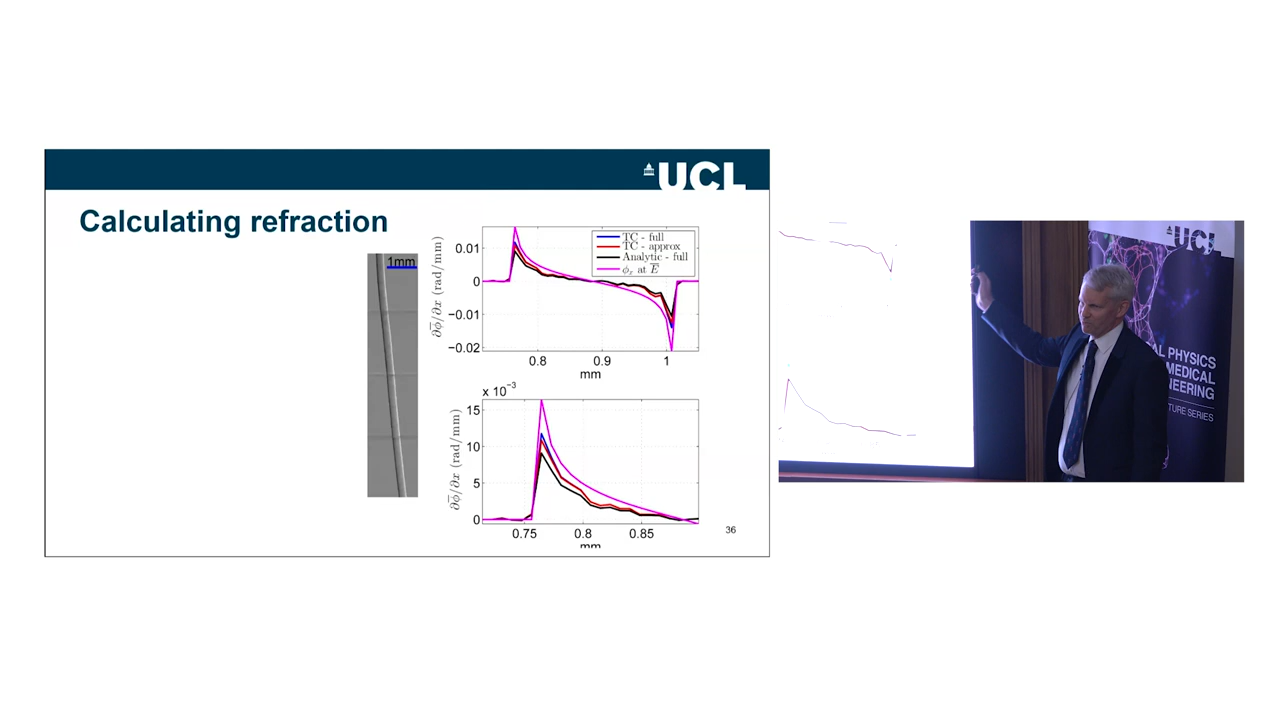 UCL
Calculating refraction
1mm
TC - full
TC - approx
Analytic - full
ϕₓ at E̅
∂ϕ̅/∂x (rad/mm)
0.01
0
−0.01
−0.02
0.8
0.9
1
mm
x 10⁻³
∂ϕ̅/∂x (rad/mm)
15
10
5
0
0.75
0.8
0.85
mm
36
UCL
AL PHYSICS
MEDICAL
NEERING
TURE SERIES